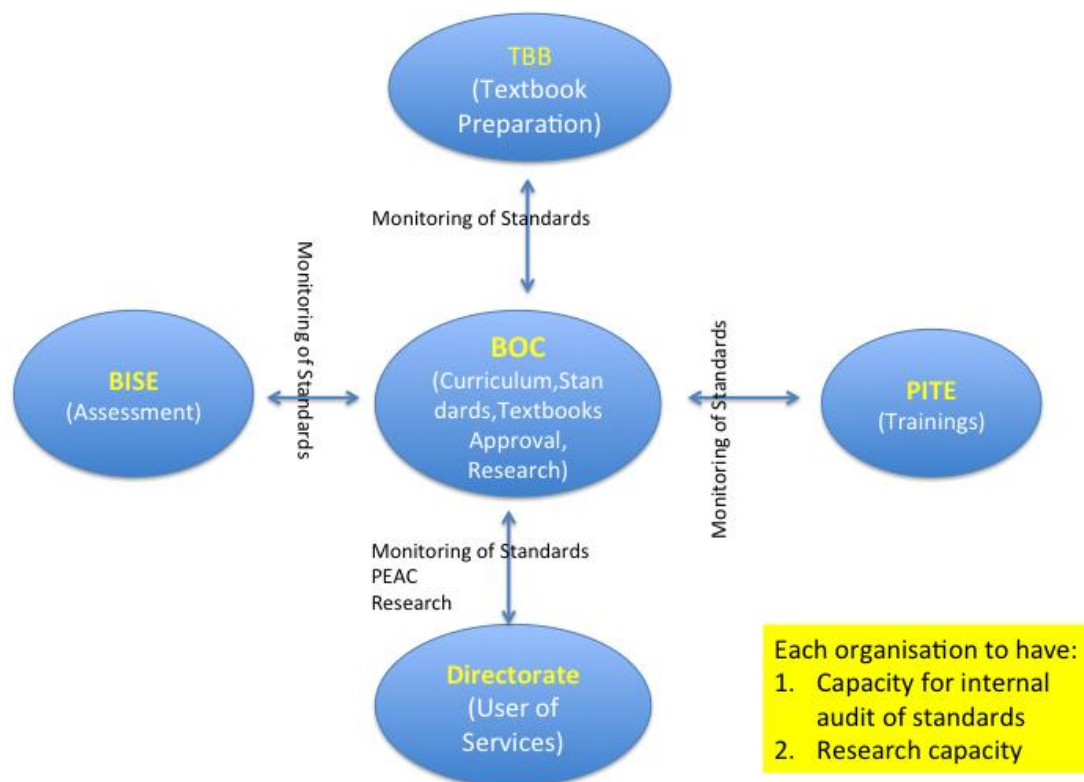 TBB
(Textbook
Preparation)
Monitoring of Standards
Monitoring of Standards
BISE
(Assessment)
BOC
(Curriculum,Stan
dards,Textbooks
Approval,
Research)
Monitoring of Standards
PITE
(Trainings)
Monitoring of Standards
PEAC
Research
Directorate
(User of
Services)
Each organisation to have:
1. Capacity for internal
audit of standards
2. Research capacity